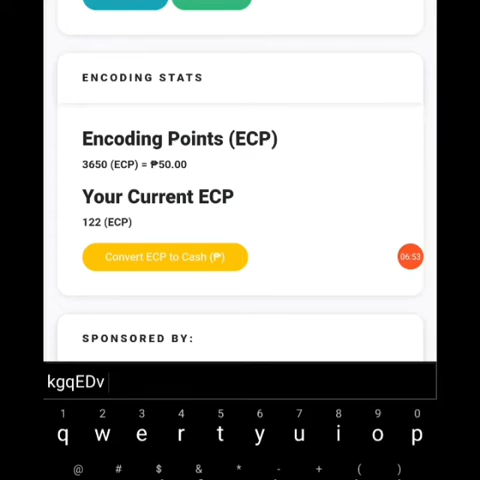 ENCODING STATS
Encoding Points (ECP)
3650 (ECP) = ₱50.00
Your Current ECP
122 (ECP)
Convert ECP to Cash (₱)
06:53
SPONSORED BY:
kgqEDv
1 2 3 4 5 6 7 8 9 0
q w e r t y u i o p
@ # $ & * - + ( )